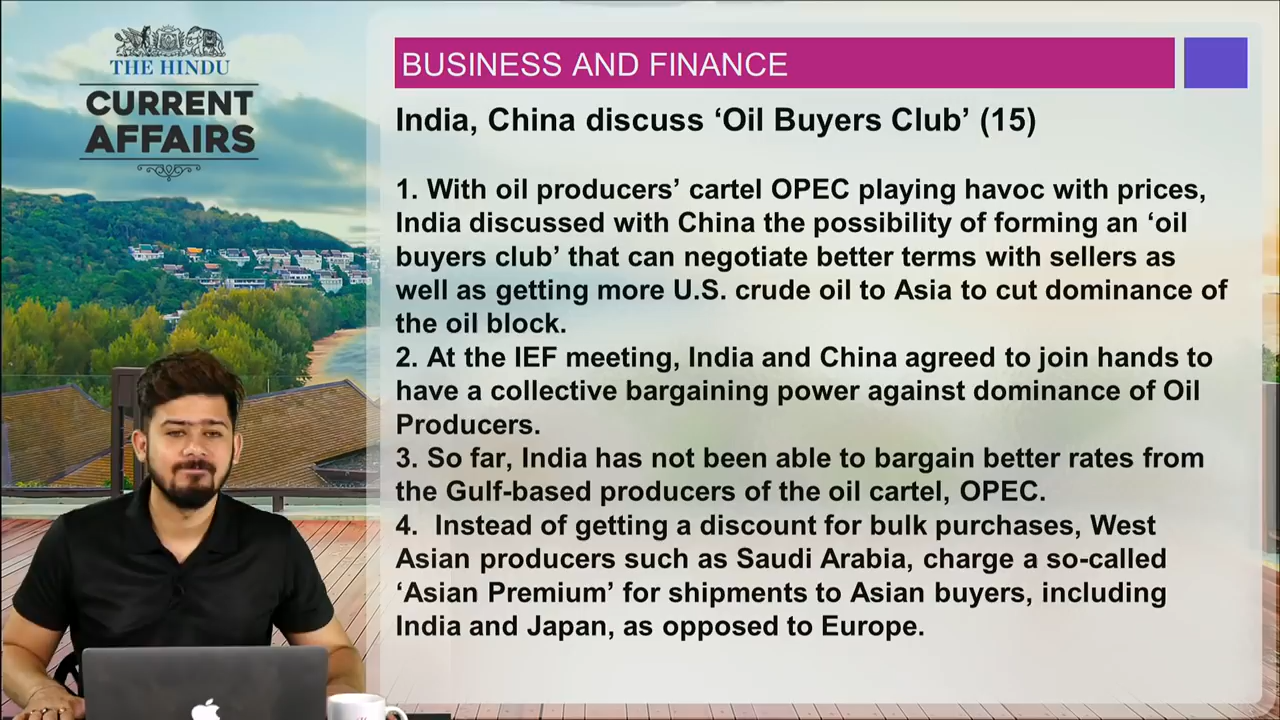 THE HINDU
CURRENT
AFFAIRS
BUSINESS AND FINANCE
India, China discuss ‘Oil Buyers Club’ (15)
1. With oil producers’ cartel OPEC playing havoc with prices,
India discussed with China the possibility of forming an ‘oil
buyers club’ that can negotiate better terms with sellers as
well as getting more U.S. crude oil to Asia to cut dominance of
the oil block.
2. At the IEF meeting, India and China agreed to join hands to
have a collective bargaining power against dominance of Oil
Producers.
3. So far, India has not been able to bargain better rates from
the Gulf-based producers of the oil cartel, OPEC.
4.  Instead of getting a discount for bulk purchases, West
Asian producers such as Saudi Arabia, charge a so-called
‘Asian Premium’ for shipments to Asian buyers, including
India and Japan, as opposed to Europe.